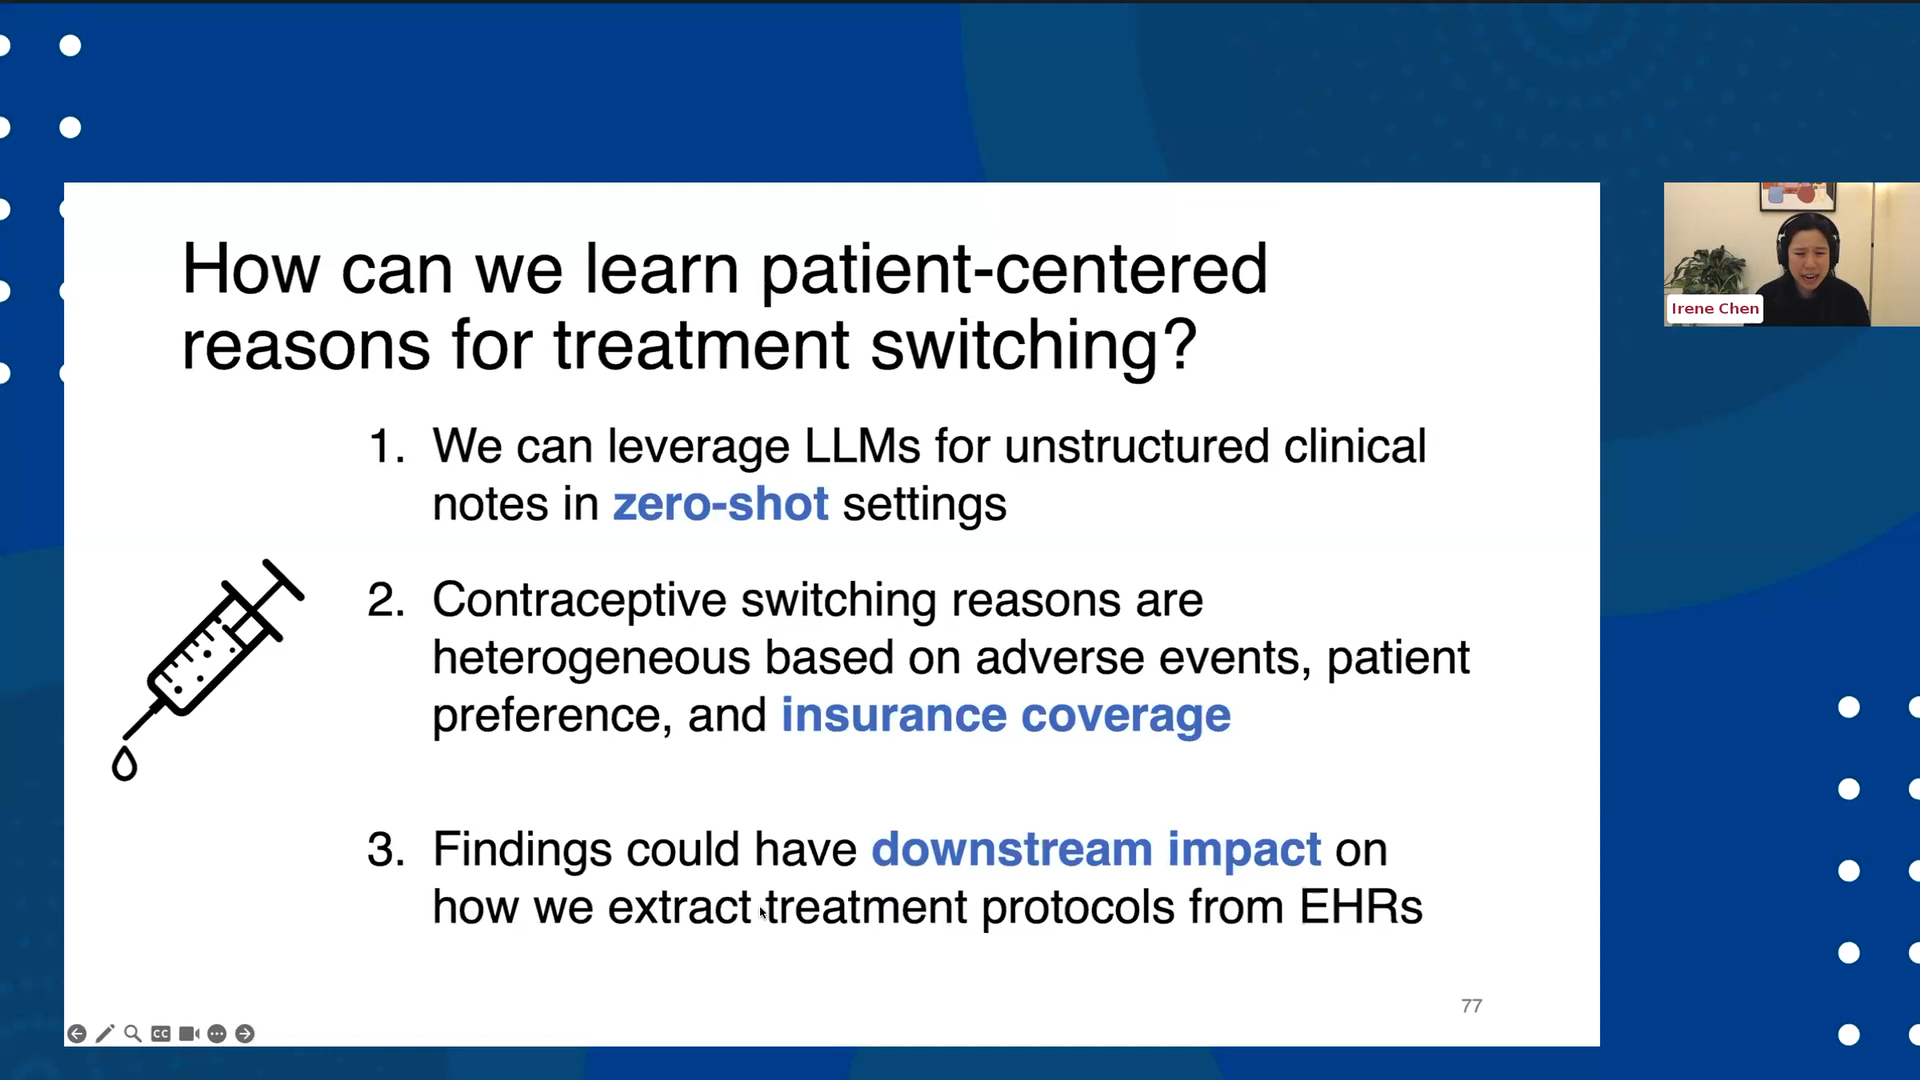 How can we learn patient-centered
reasons for treatment switching?
1. We can leverage LLMs for unstructured clinical
notes in zero-shot settings
2. Contraceptive switching reasons are
heterogeneous based on adverse events, patient
preference, and insurance coverage
3. Findings could have downstream impact on
how we extract treatment protocols from EHRs
77
CC
Irene Chen